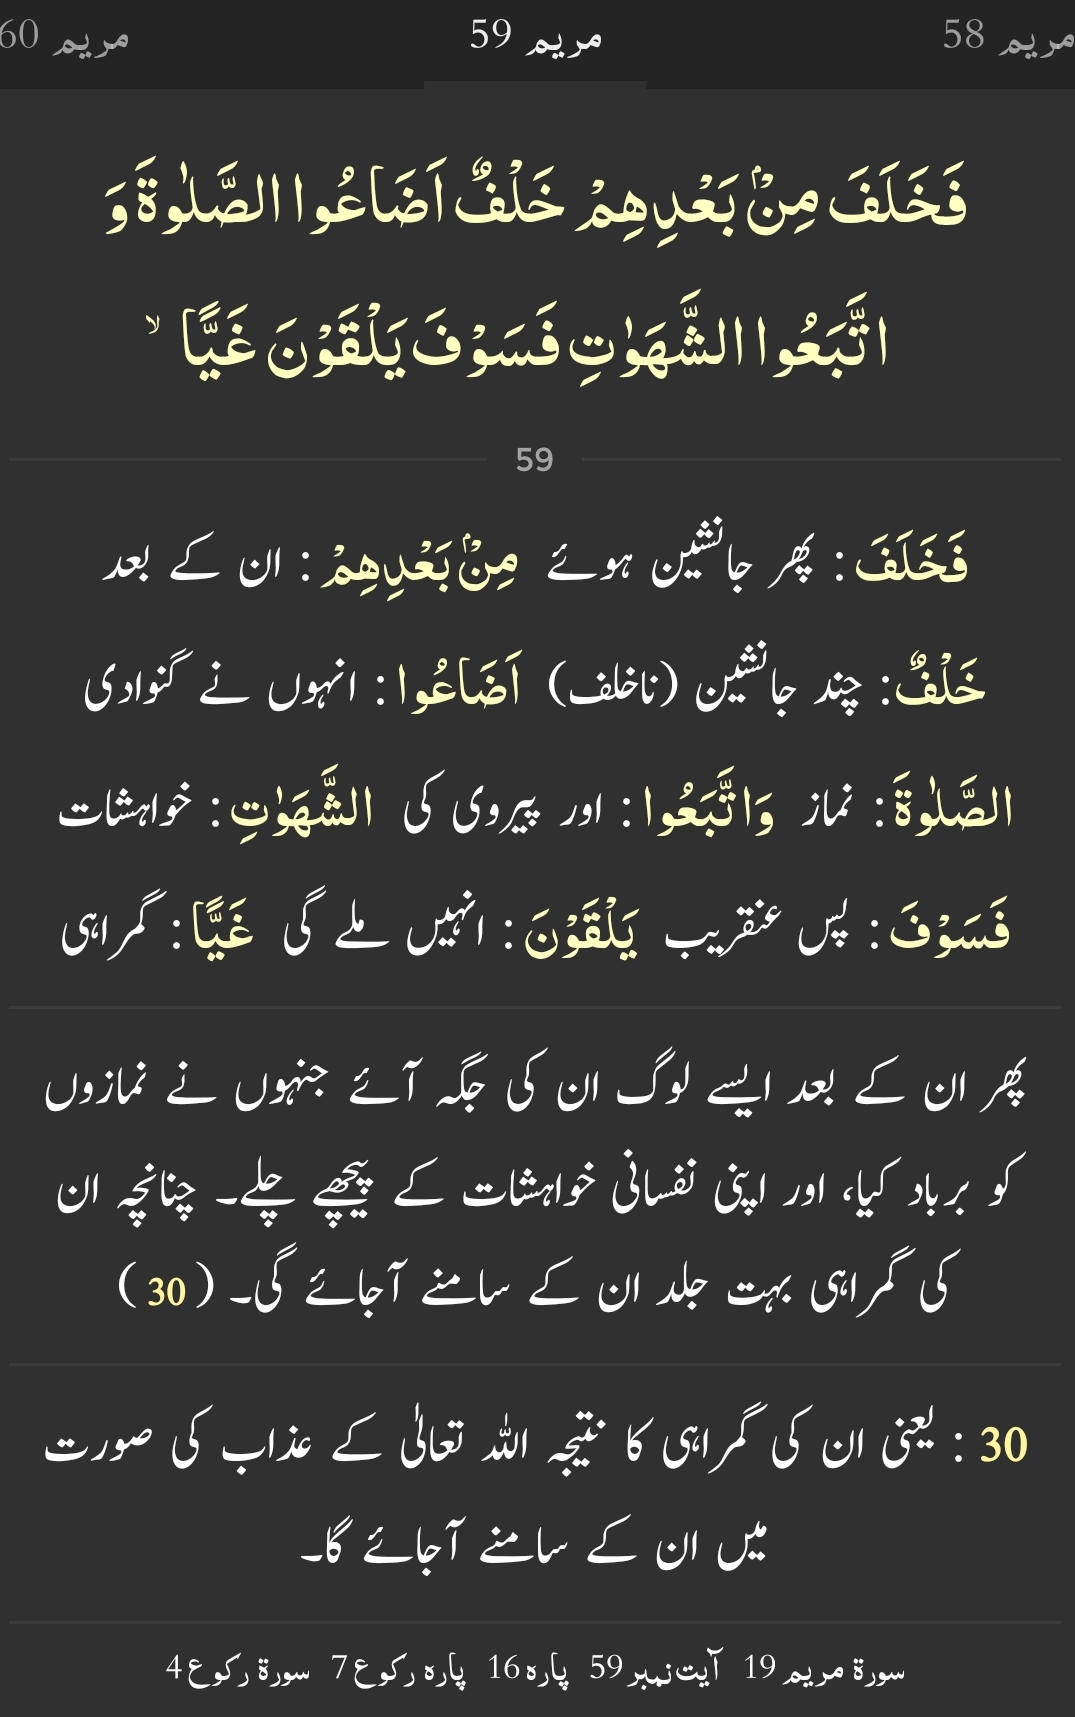 مریم 58 مریم 59 مریم 60
فَخَلَفَ مِنْۢ بَعْدِهِمْ خَلْفٌ اَضَاعُوا الصَّلٰوةَ وَ
اتَّبَعُوا الشَّهَوٰتِ فَسَوْفَ یَلْقَوْنَ غَیًّا ۙ
59
فَخَلَفَ : پھر جانشین ہوئے مِنْۢ بَعْدِهِمْ : ان کے بعد
خَلْفٌ : چند جانشین (ناخلف) اَضَاعُوا : انہوں نے گنوادی
الصَّلٰوةَ : نماز وَاتَّبَعُوا : اور پیروی کی الشَّهَوٰتِ : خواہشات
فَسَوْفَ : پس عنقریب يَلْقَوْنَ : انہیں ملے گی غَيًّا : گمراہی
پھر ان کے بعد ایسے لوگ ان کی جگہ آئے جنہوں نے نمازوں
کو برباد کیا، اور اپنی نفسانی خواہشات کے پیچھے چلے۔ چنانچہ ان
کی گمراہی بہت جلد ان کے سامنے آجائے گی۔ (30)
30 : یعنی ان کی گمراہی کا نتیجہ اللہ تعالیٰ کے عذاب کی صورت
میں ان کے سامنے آجائے گا۔
سورۃ مریم 19 آیت نمبر 59 پارہ 16 پارہ رکوع 7 سورۃ رکوع 4